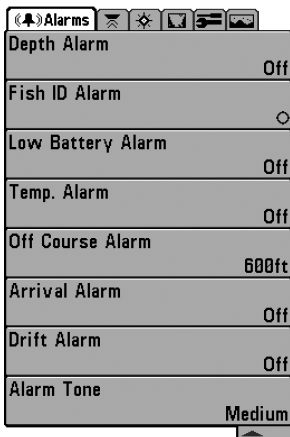 Alarms
Depth Alarm
Off
Fish ID Alarm
Low Battery Alarm
Off
Temp. Alarm
Off
Off Course Alarm
600ft
Arrival Alarm
Off
Drift Alarm
Off
Alarm Tone
Medium